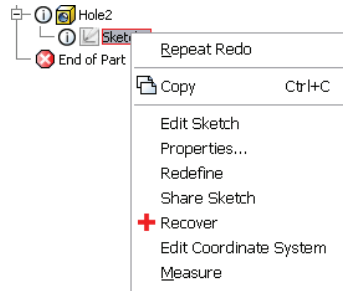 Hole2
Sketch
End of Part
Repeat Redo
Copy Ctrl+C
Edit Sketch
Properties...
Redefine
Share Sketch
Recover
Edit Coordinate System
Measure